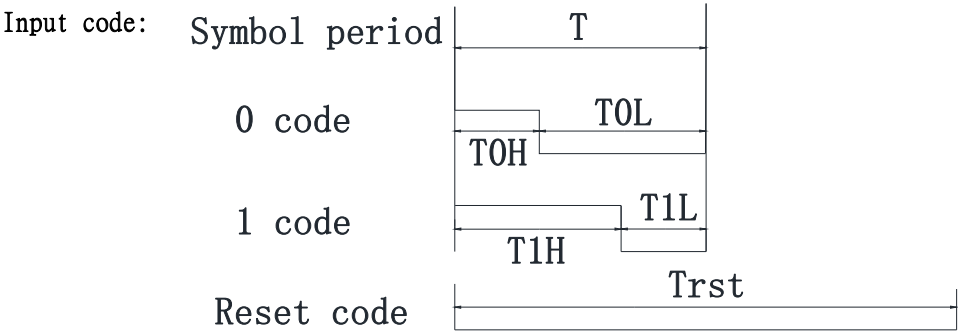 Input code:
Symbol period
T
0 code
T0H
T0L
1 code
T1H
T1L
Reset code
Trst